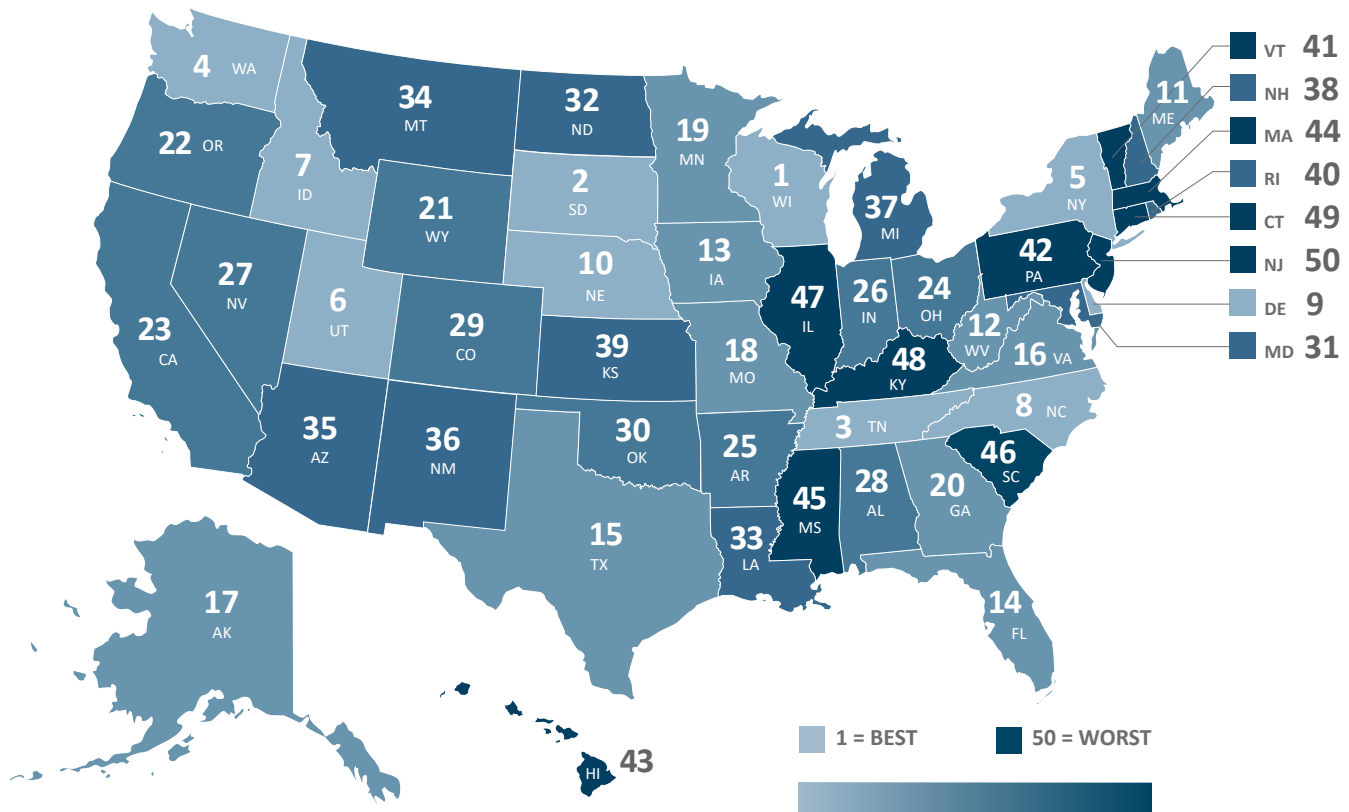 4 WA
22 OR
7
ID
34
MT
32
ND
19
MN
2
SD
21
WY
10
NE
13
IA
1
WI
37
MI
5
NY
11
ME
VT 41
NH 38
MA 44
RI 40
CT 49
NJ 50
DE 9
MD 31
27
NV
23
CA
6
UT
29
CO
39
KS
18
MO
47
IL
26
IN
24
OH
42
PA
12
WV
16 VA
48
KY
3 TN
8 NC
35
AZ
36
NM
30
OK
25
AR
46
SC
45
MS
28
AL
20
GA
15
TX
33
LA
14
FL
17
AK
HI 43
1 = BEST
50 = WORST